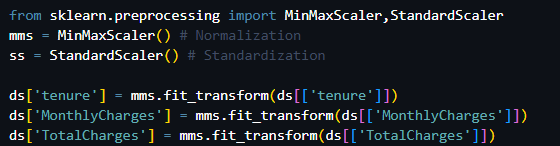 from sklearn.preprocessing import MinMaxScaler,StandardScaler
mms = MinMaxScaler() # Normalization
ss = StandardScaler() # Standardization
ds['tenure'] = mms.fit_transform(ds[['tenure']])
ds['MonthlyCharges'] = mms.fit_transform(ds[['MonthlyCharges']])
ds['TotalCharges'] = mms.fit_transform(ds[['TotalCharges']])